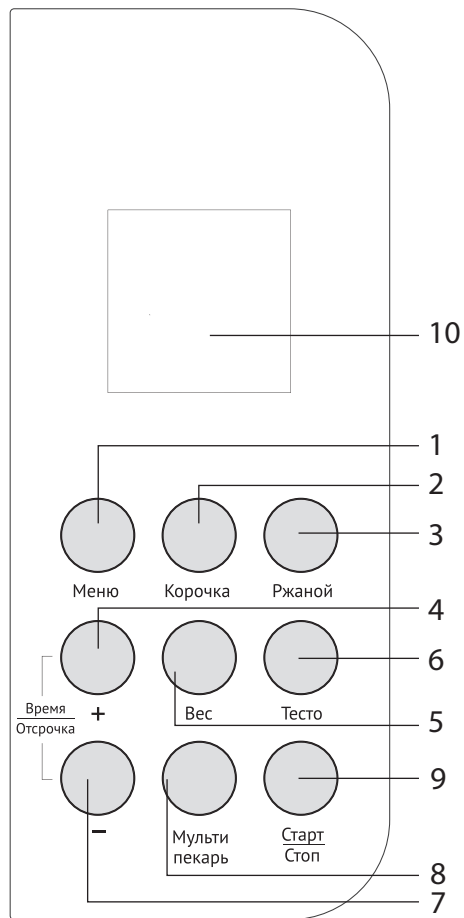 10
1
2
3
Меню Корочка Ржаной
4
6
Время
Отсрочка
+ Вес Тесто
5
9
–
Мульти
пекарь
Старт
Стоп
8
7